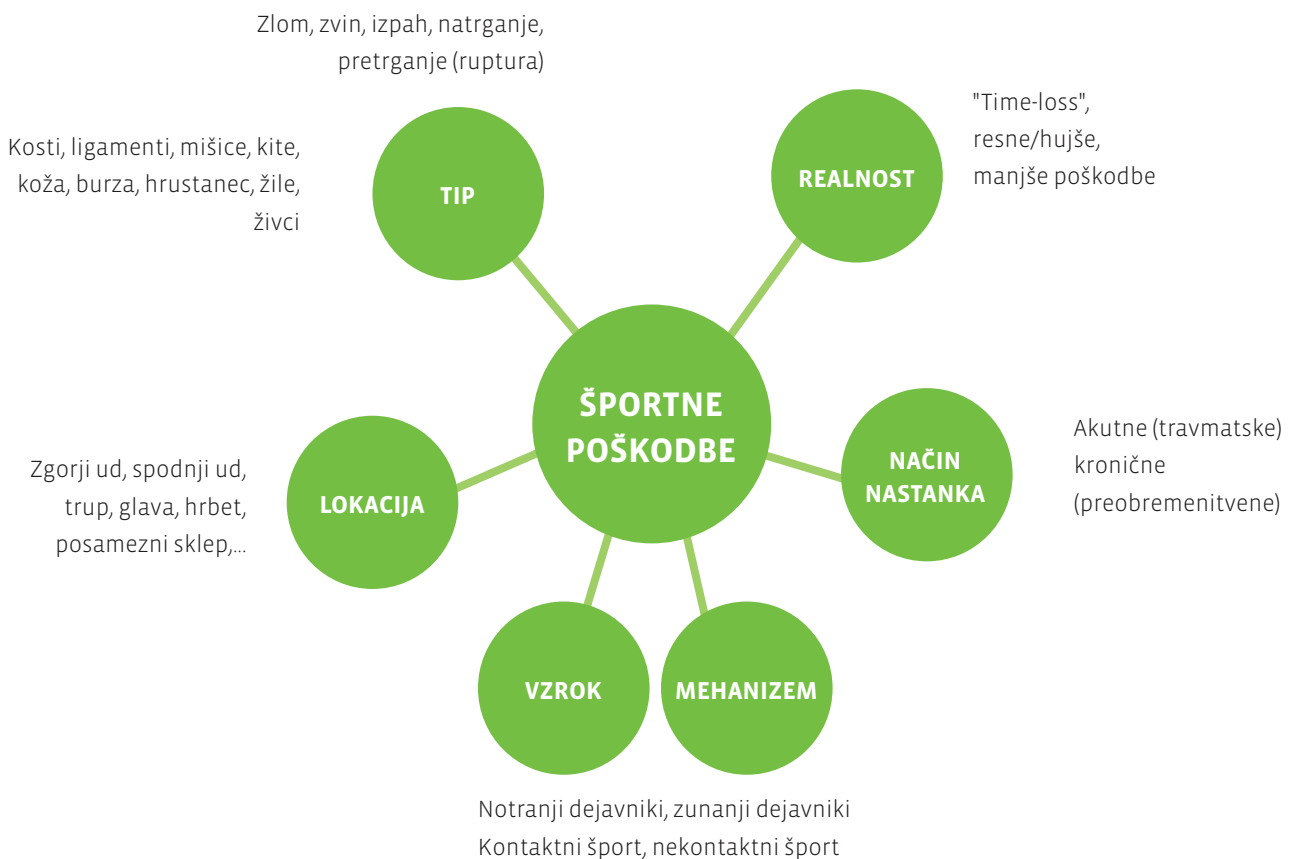 Zlom, zvin, izpah, natrganje,
pretrganje (ruptura)
Kosti, ligamenti, mišice, kite,
koža, burza, hrustanec, žile,
živci
TIP
REALNOST
"Time-loss",
resne/hujše,
manjše poškodbe
ŠPORTNE
POŠKODBE
Zgorji ud, spodnji ud,
trup, glava, hrbet,
posamezni sklep,...
LOKACIJA
NAČIN
NASTANKA
Akutne (travmatske)
kronične
(preobremenitvene)
VZROK
MEHANIZEM
Notranji dejavniki, zunanji dejavniki
Kontaktni šport, nekontaktni šport